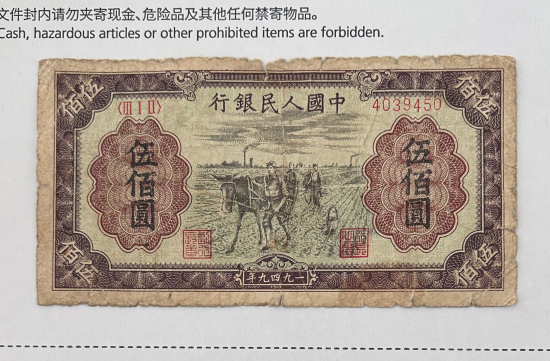 文件封内请勿夹寄现金、危险品及其他任何禁寄物品。
Cash, hazardous articles or other prohibited items are forbidden.
伍佰
伍佰
行銀民人國中
〈III I II〉
4039450
伍佰圓
伍佰圓
伍佰
伍佰
年九四九一